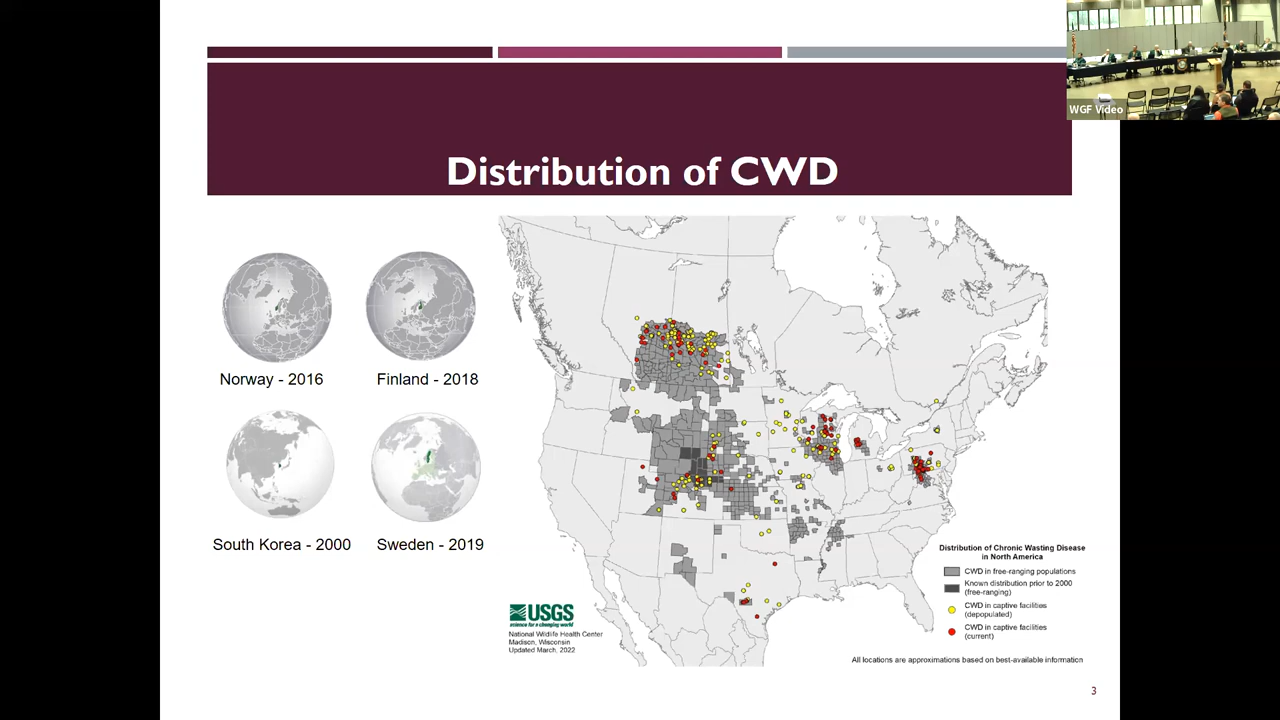 WGF Video
Distribution of CWD
Norway - 2016
Finland - 2018
South Korea - 2000
Sweden - 2019
Distribution of Chronic Wasting Disease
in North America
CWD in free-ranging populations
Known distribution prior to 2000
(free-ranging)
CWD in captive facilities
(depopulated)
CWD in captive facilities
(current)
USGS
science for a changing world
National Wildlife Health Center
Madison, Wisconsin
Updated March, 2022
All locations are approximations based on best-available information
3